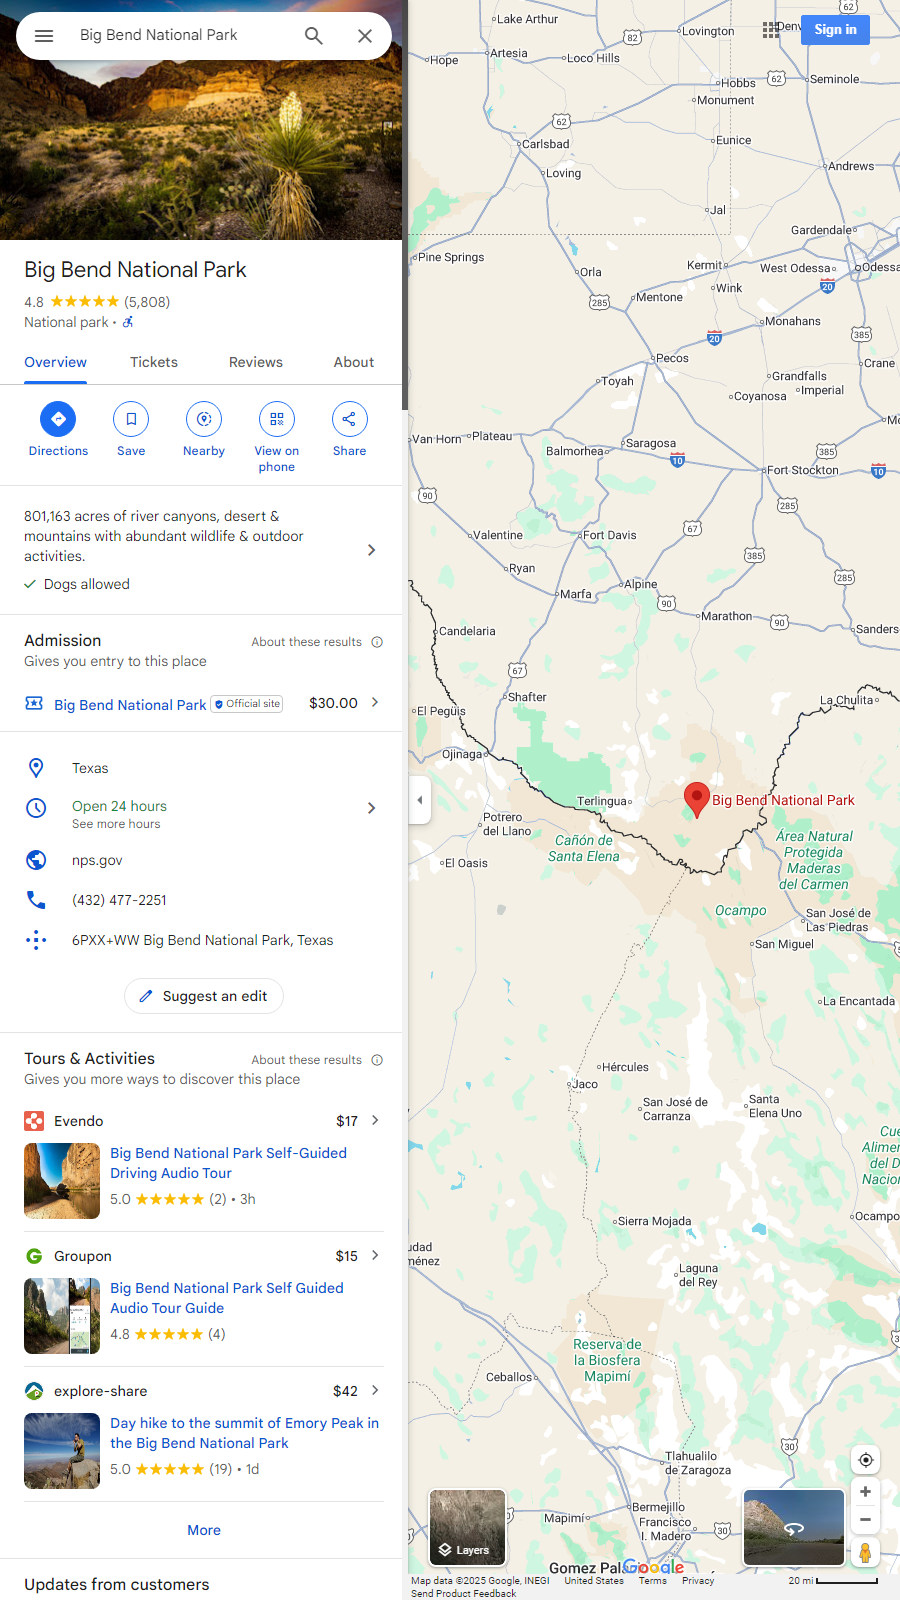 Big Bend National Park
Big Bend National Park
4.8 (5,808)
National park •
Overview
Tickets
Reviews
About
Directions
Save
Nearby
View on
phone
Share
801,163 acres of river canyons, desert &
mountains with abundant wildlife & outdoor
activities.
Dogs allowed
Admission
About these results
Gives you entry to this place
Big Bend National Park
Official site
$30.00
Texas
Open 24 hours
See more hours
nps.gov
(432) 477-2251
6PXX+WW Big Bend National Park, Texas
Suggest an edit
Tours & Activities
About these results
Gives you more ways to discover this place
Evendo
$17
Big Bend National Park Self-Guided
Driving Audio Tour
5.0 (2) • 3h
Groupon
$15
Big Bend National Park Self Guided
Audio Tour Guide
4.8 (4)
explore-share
$42
Day hike to the summit of Emory Peak in
the Big Bend National Park
5.0 (19) • 1d
More
Updates from customers
Sign in
62
Lake Arthur
82
Lovington
Denv
Hope
Artesia
Loco Hills
Hobbs
62
Seminole
Monument
62
Carlsbad
Eunice
Loving
Andrews
Jal
Gardendale
Pine Springs
Orla
Kermit
West Odessa
Odessa
Wink
20
285
Mentone
Monahans
20
385
Pecos
Crane
Toyah
Grandfalls
Coyanosa
Imperial
Mc
Van Horn
Plateau
Saragosa
Balmorhea
10
385
Fort Stockton
10
90
285
Valentine
Fort Davis
67
385
Ryan
285
Marfa
Alpine
90
Marathon
90
Sanders
Candelaria
67
Shafter
La Chulita
El Pegüis
Ojinaga
Terlingua
Big Bend National Park
Potrero
del Llano
Cañón de
Santa Elena
Área Natural
Protegida
Maderas
del Carmen
El Oasis
Ocampo
San José de
Las Piedras
San Miguel
La Encantada
Hércules
Jaco
San José de
Carranza
Santa
Elena Uno
Cue
Alimen
del D
Nacion
Sierra Mojada
Ocampo
udad
ménez
Laguna
del Rey
Reserva de
la Biosfera
Mapimí
Ceballos
30
Tlahualilo
de Zaragoza
Bermejillo
Mapimí
Francisco
I. Madero
30
Layers
Gomez Pala
Google
Map data ©2025 Google, INEGI
United States
Terms
Privacy
20 mi
Send Product Feedback